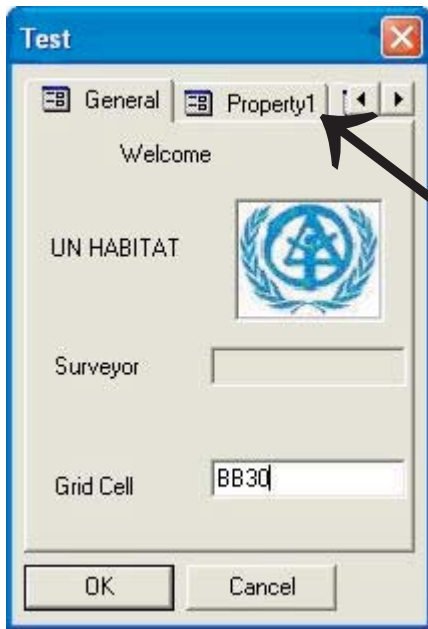 Test
General Property1
Welcome
UN HABITAT
Surveyor
Grid Cell BB30
OK Cancel